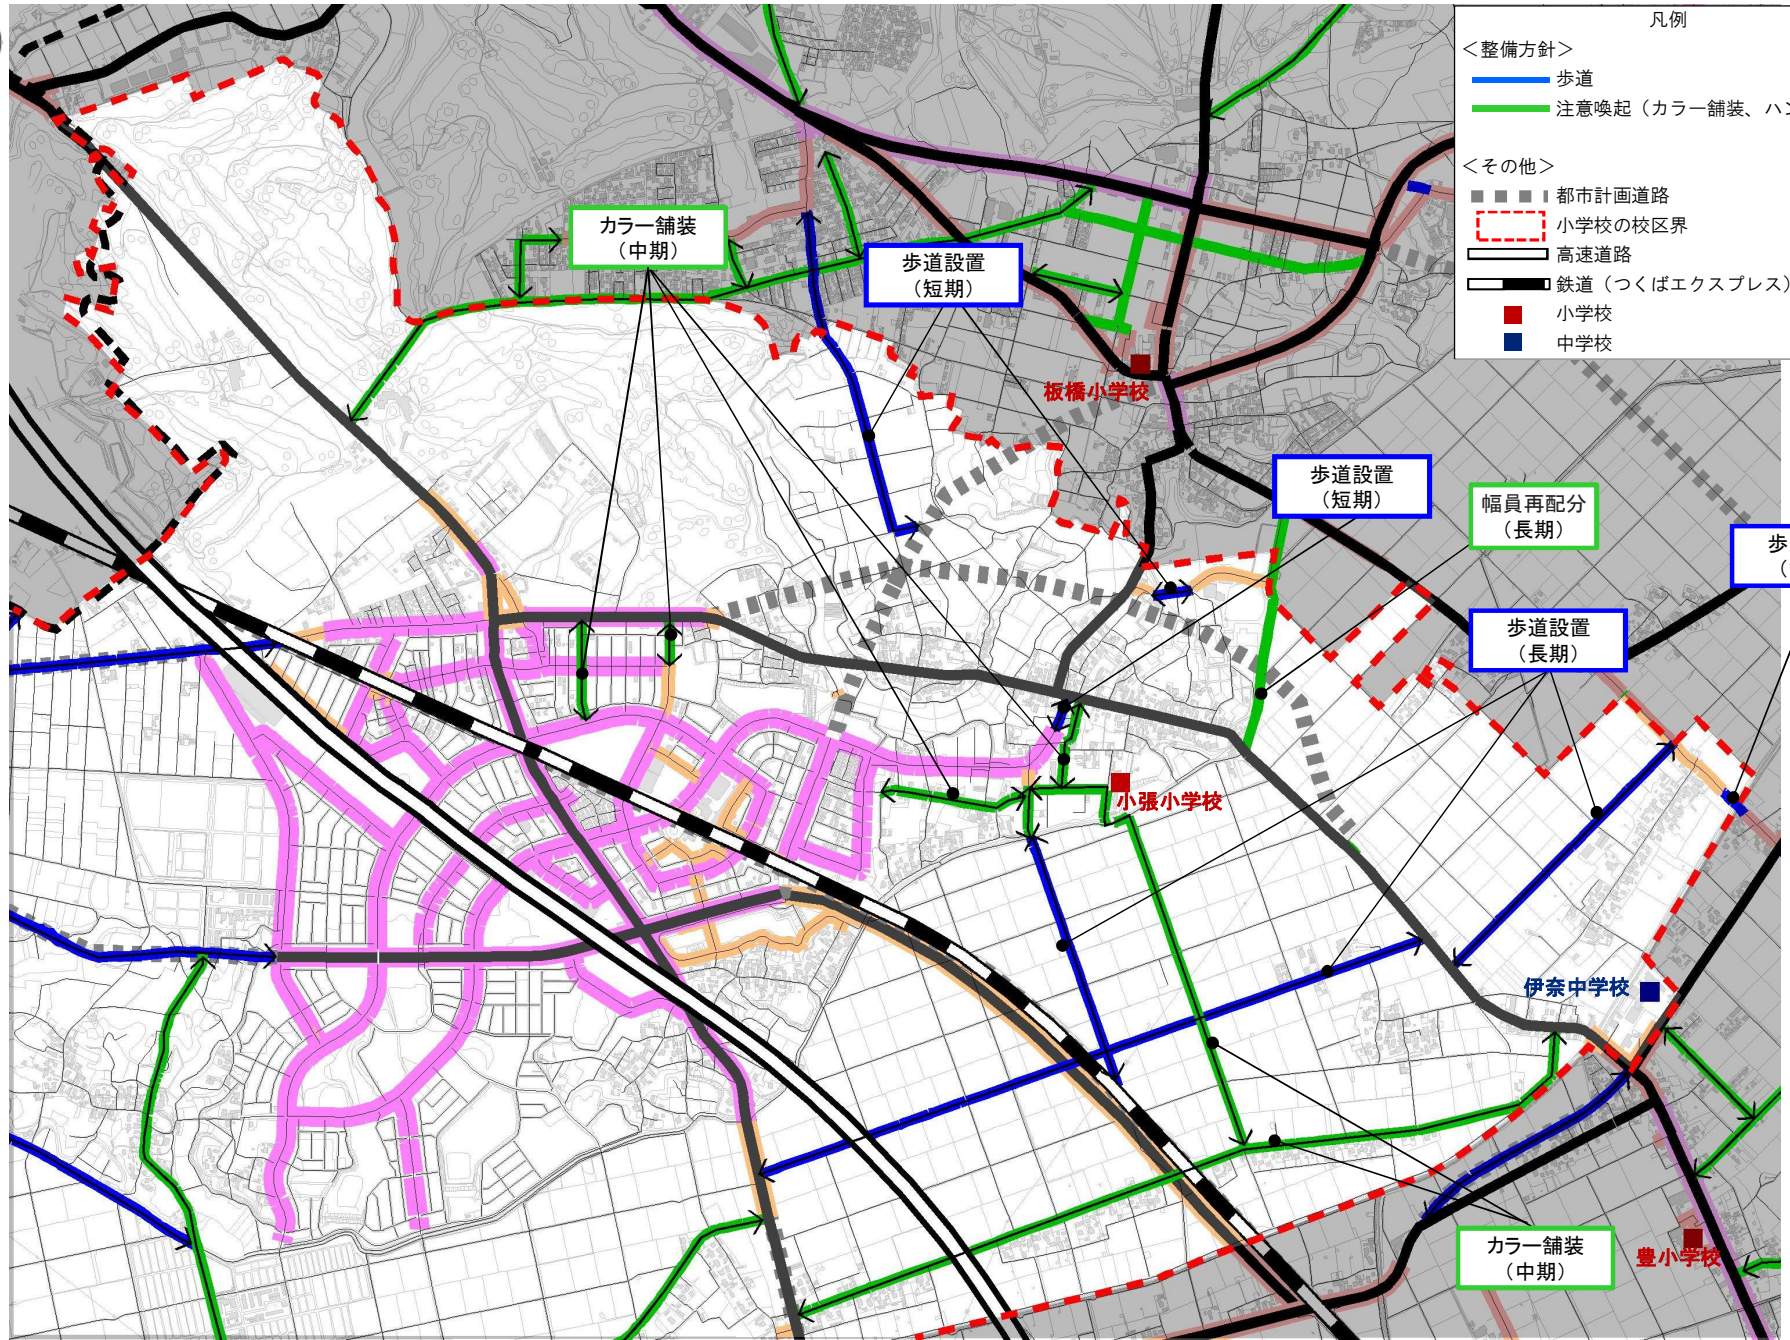 凡例
＜整備方針＞
歩道
注意喚起（カラー舗装、ハン
＜その他＞
都市計画道路
小学校の校区界
高速道路
鉄道（つくばエクスプレス）
小学校
中学校
カラー舗装
（中期）
歩道設置
（短期）
板橋小学校
歩道設置
（短期）
幅員再配分
（長期）
歩
（
歩道設置
（長期）
小張小学校
伊奈中学校
カラー舗装
（中期）
豊小学校